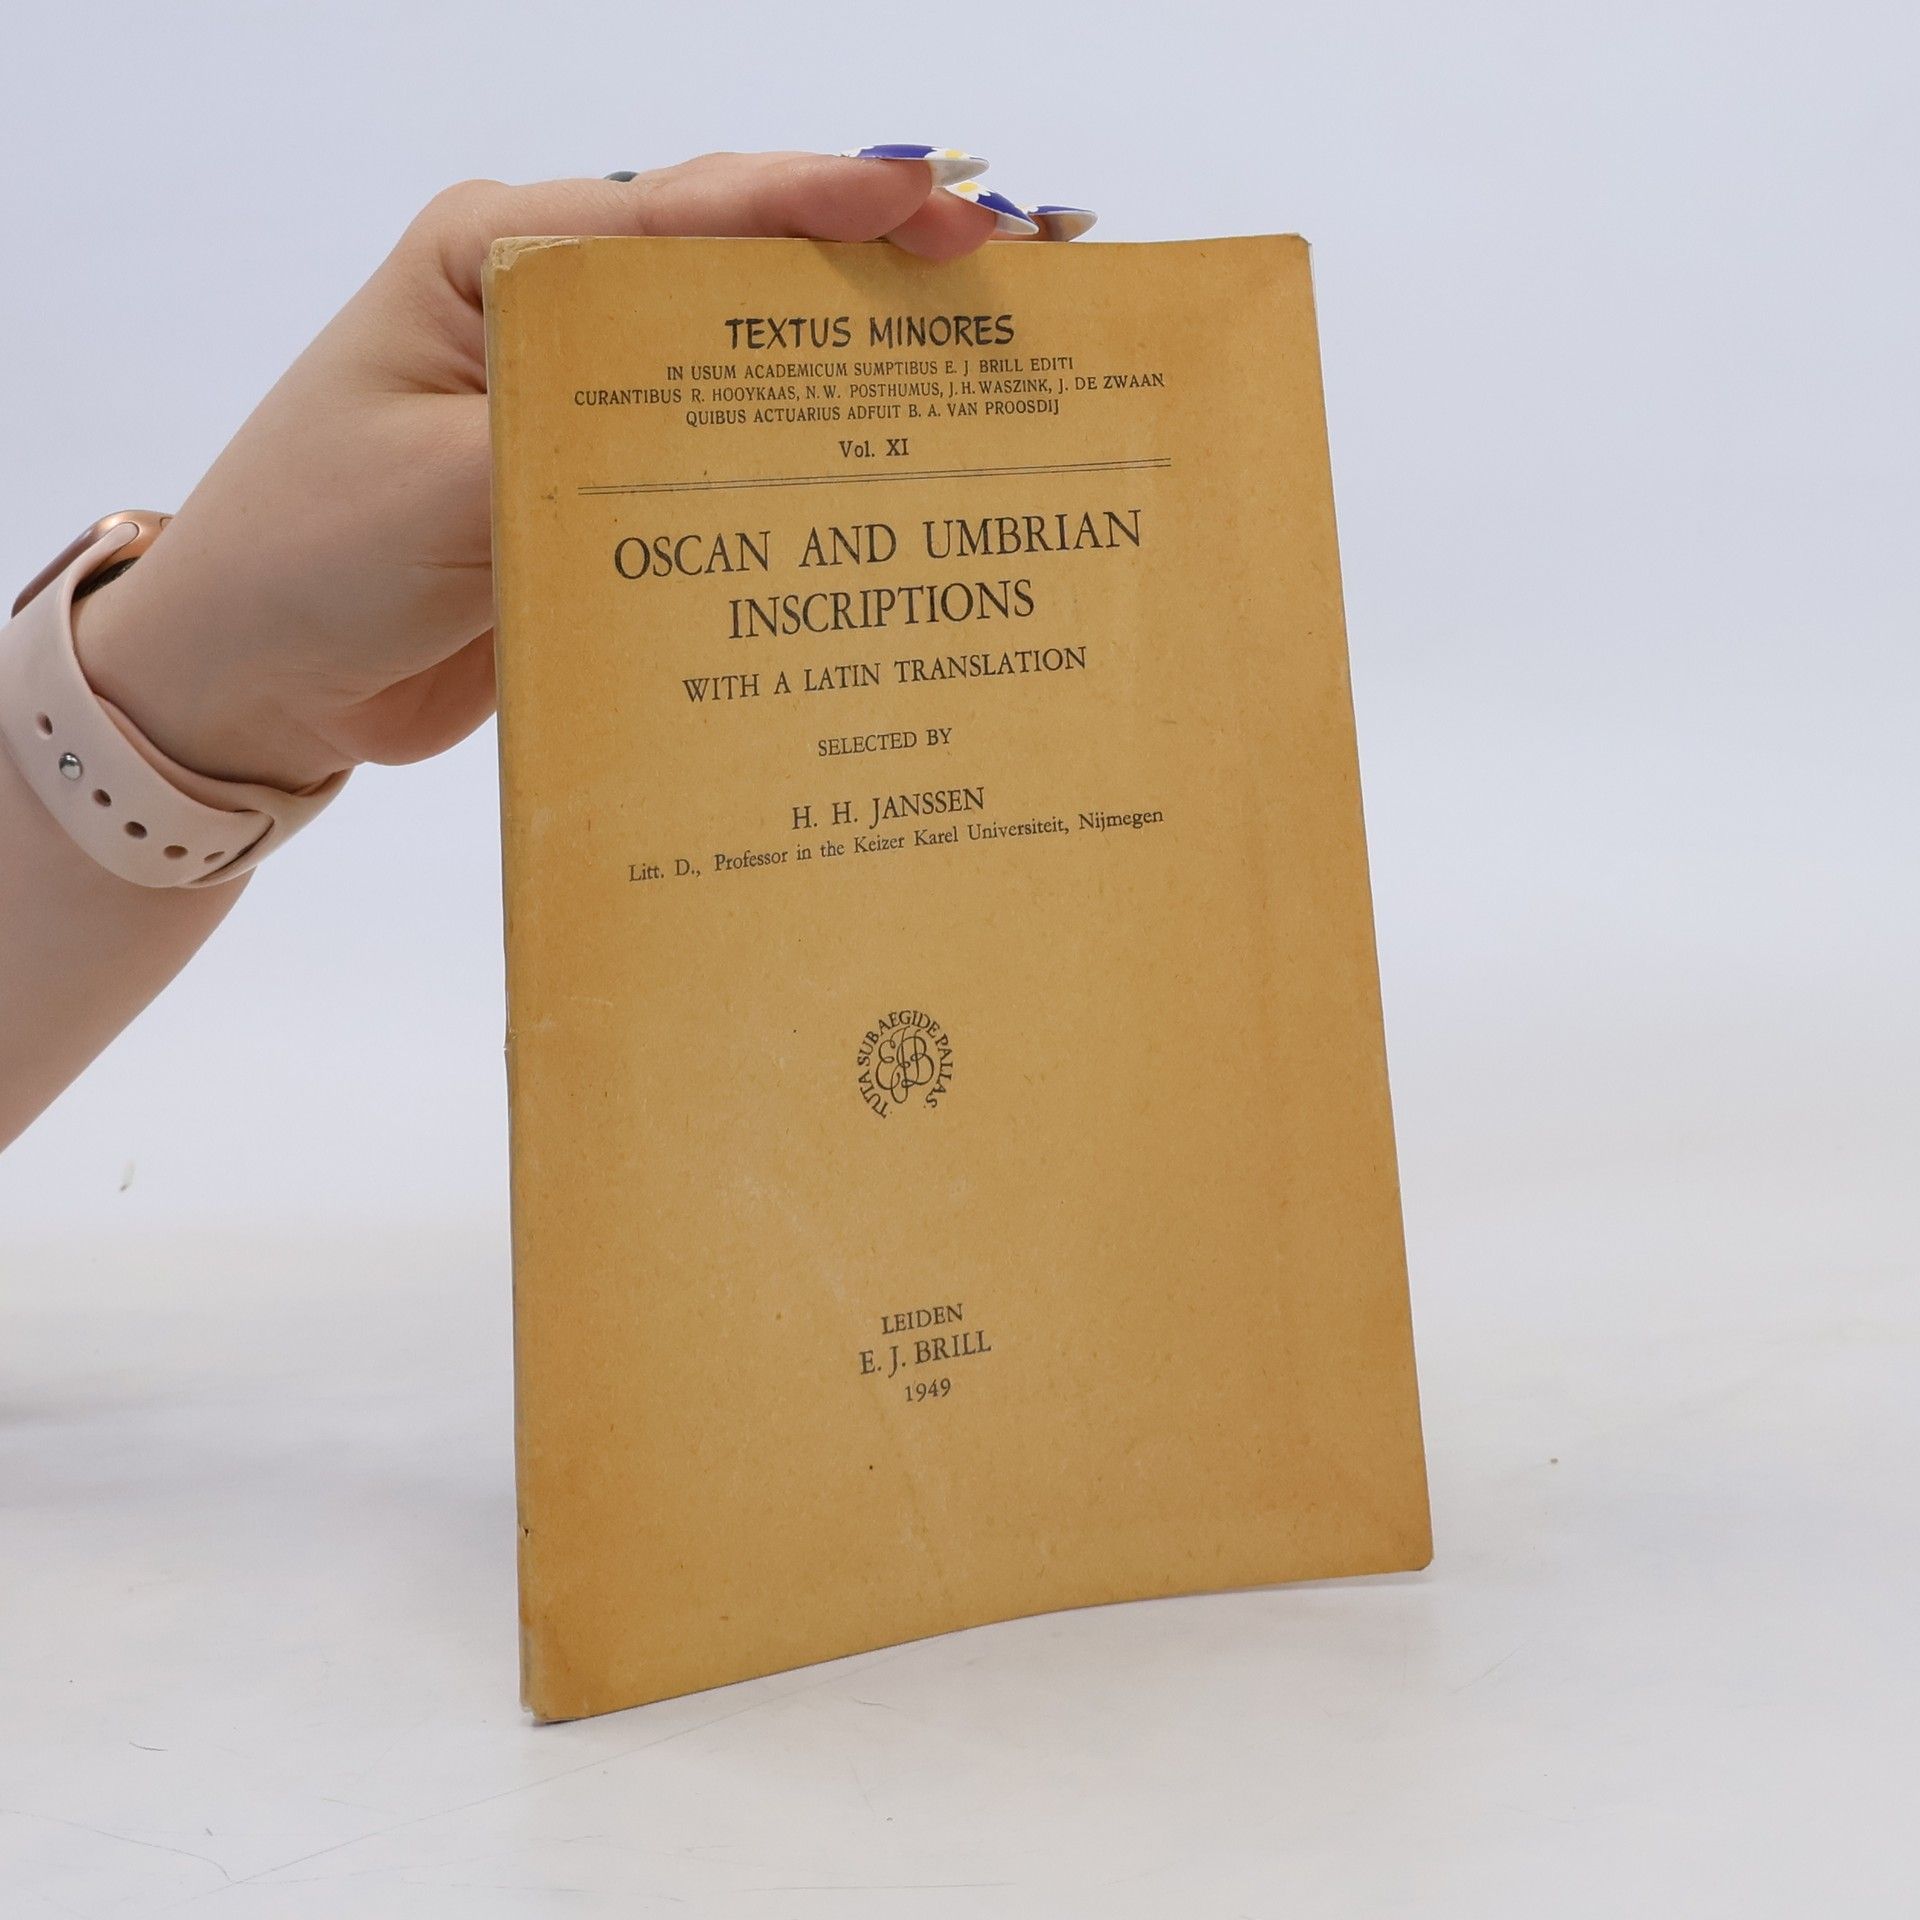 TEXTUS MINORES
IN USUM ACADEMICUM SUMPTIBUS E. J BRILL EDITI
CURANTIBUS R. HOOYKAAS, N. W. POSTHUMUS, J. H. WASZINK, J. DE ZWAAN
QUIBUS ACTUARIUS ADFUIT B. A. VAN PROOSDIJ
Vol. XI
OSCAN AND UMBRIAN
INSCRIPTIONS
WITH A LATIN TRANSLATION
SELECTED BY
H. H. JANSSEN
Litt. D., Professor in the Keizer Karel Universiteit, Nijmegen
TUTA SUB AEGIDE PALLAS
EJB
LEIDEN
E. J. BRILL
1949